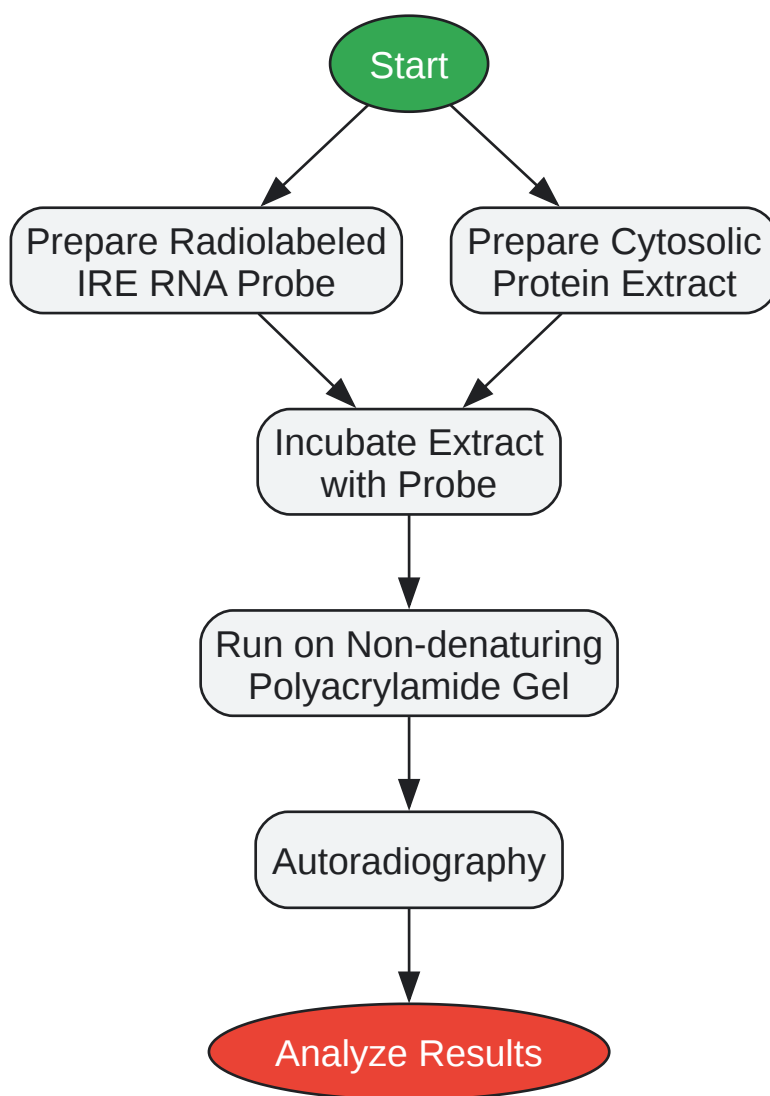 Start
Prepare Radiolabeled
IRE RNA Probe
Prepare Cytosolic
Protein Extract
Incubate Extract
with Probe
Run on Non-denaturing
Polyacrylamide Gel
Autoradiography
Analyze Results